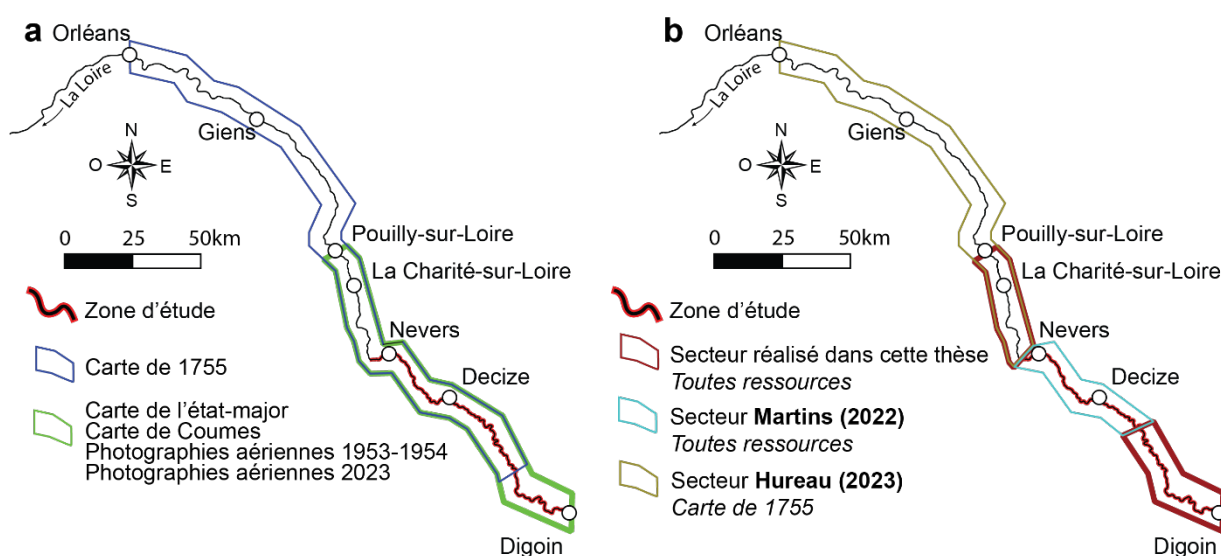 a
Orléans
La Loire
Giens
N
O
E
S
0
25
50km
Pouilly-sur-Loire
La Charité-sur-Loire
Zone d'étude
Nevers
Carte de 1755
Decize
Carte de l'état-major
Carte de Coumes
Photographies aériennes 1953-1954
Photographies aériennes 2023
Digoin
b
Orléans
La Loire
Giens
N
O
E
S
0
25
50km
Pouilly-sur-Loire
La Charité-sur-Loire
Zone d'étude
Nevers
Secteur réalisé dans cette thèse
Toutes ressources
Decize
Secteur Martins (2022)
Toutes ressources
Secteur Hureau (2023)
Carte de 1755
Digoin